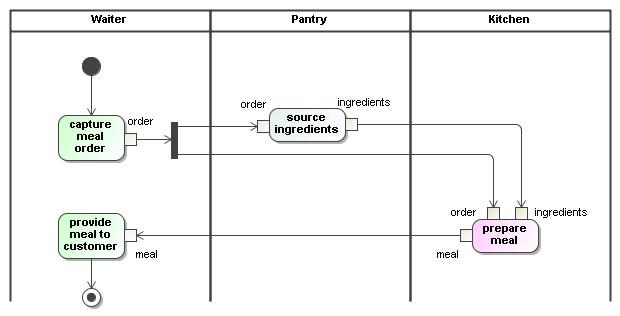 Waiter
Pantry
Kitchen
order
ingredients
capture
meal
order
order
source
ingredients
order
ingredients
provide
meal to
customer
meal
prepare
meal
meal